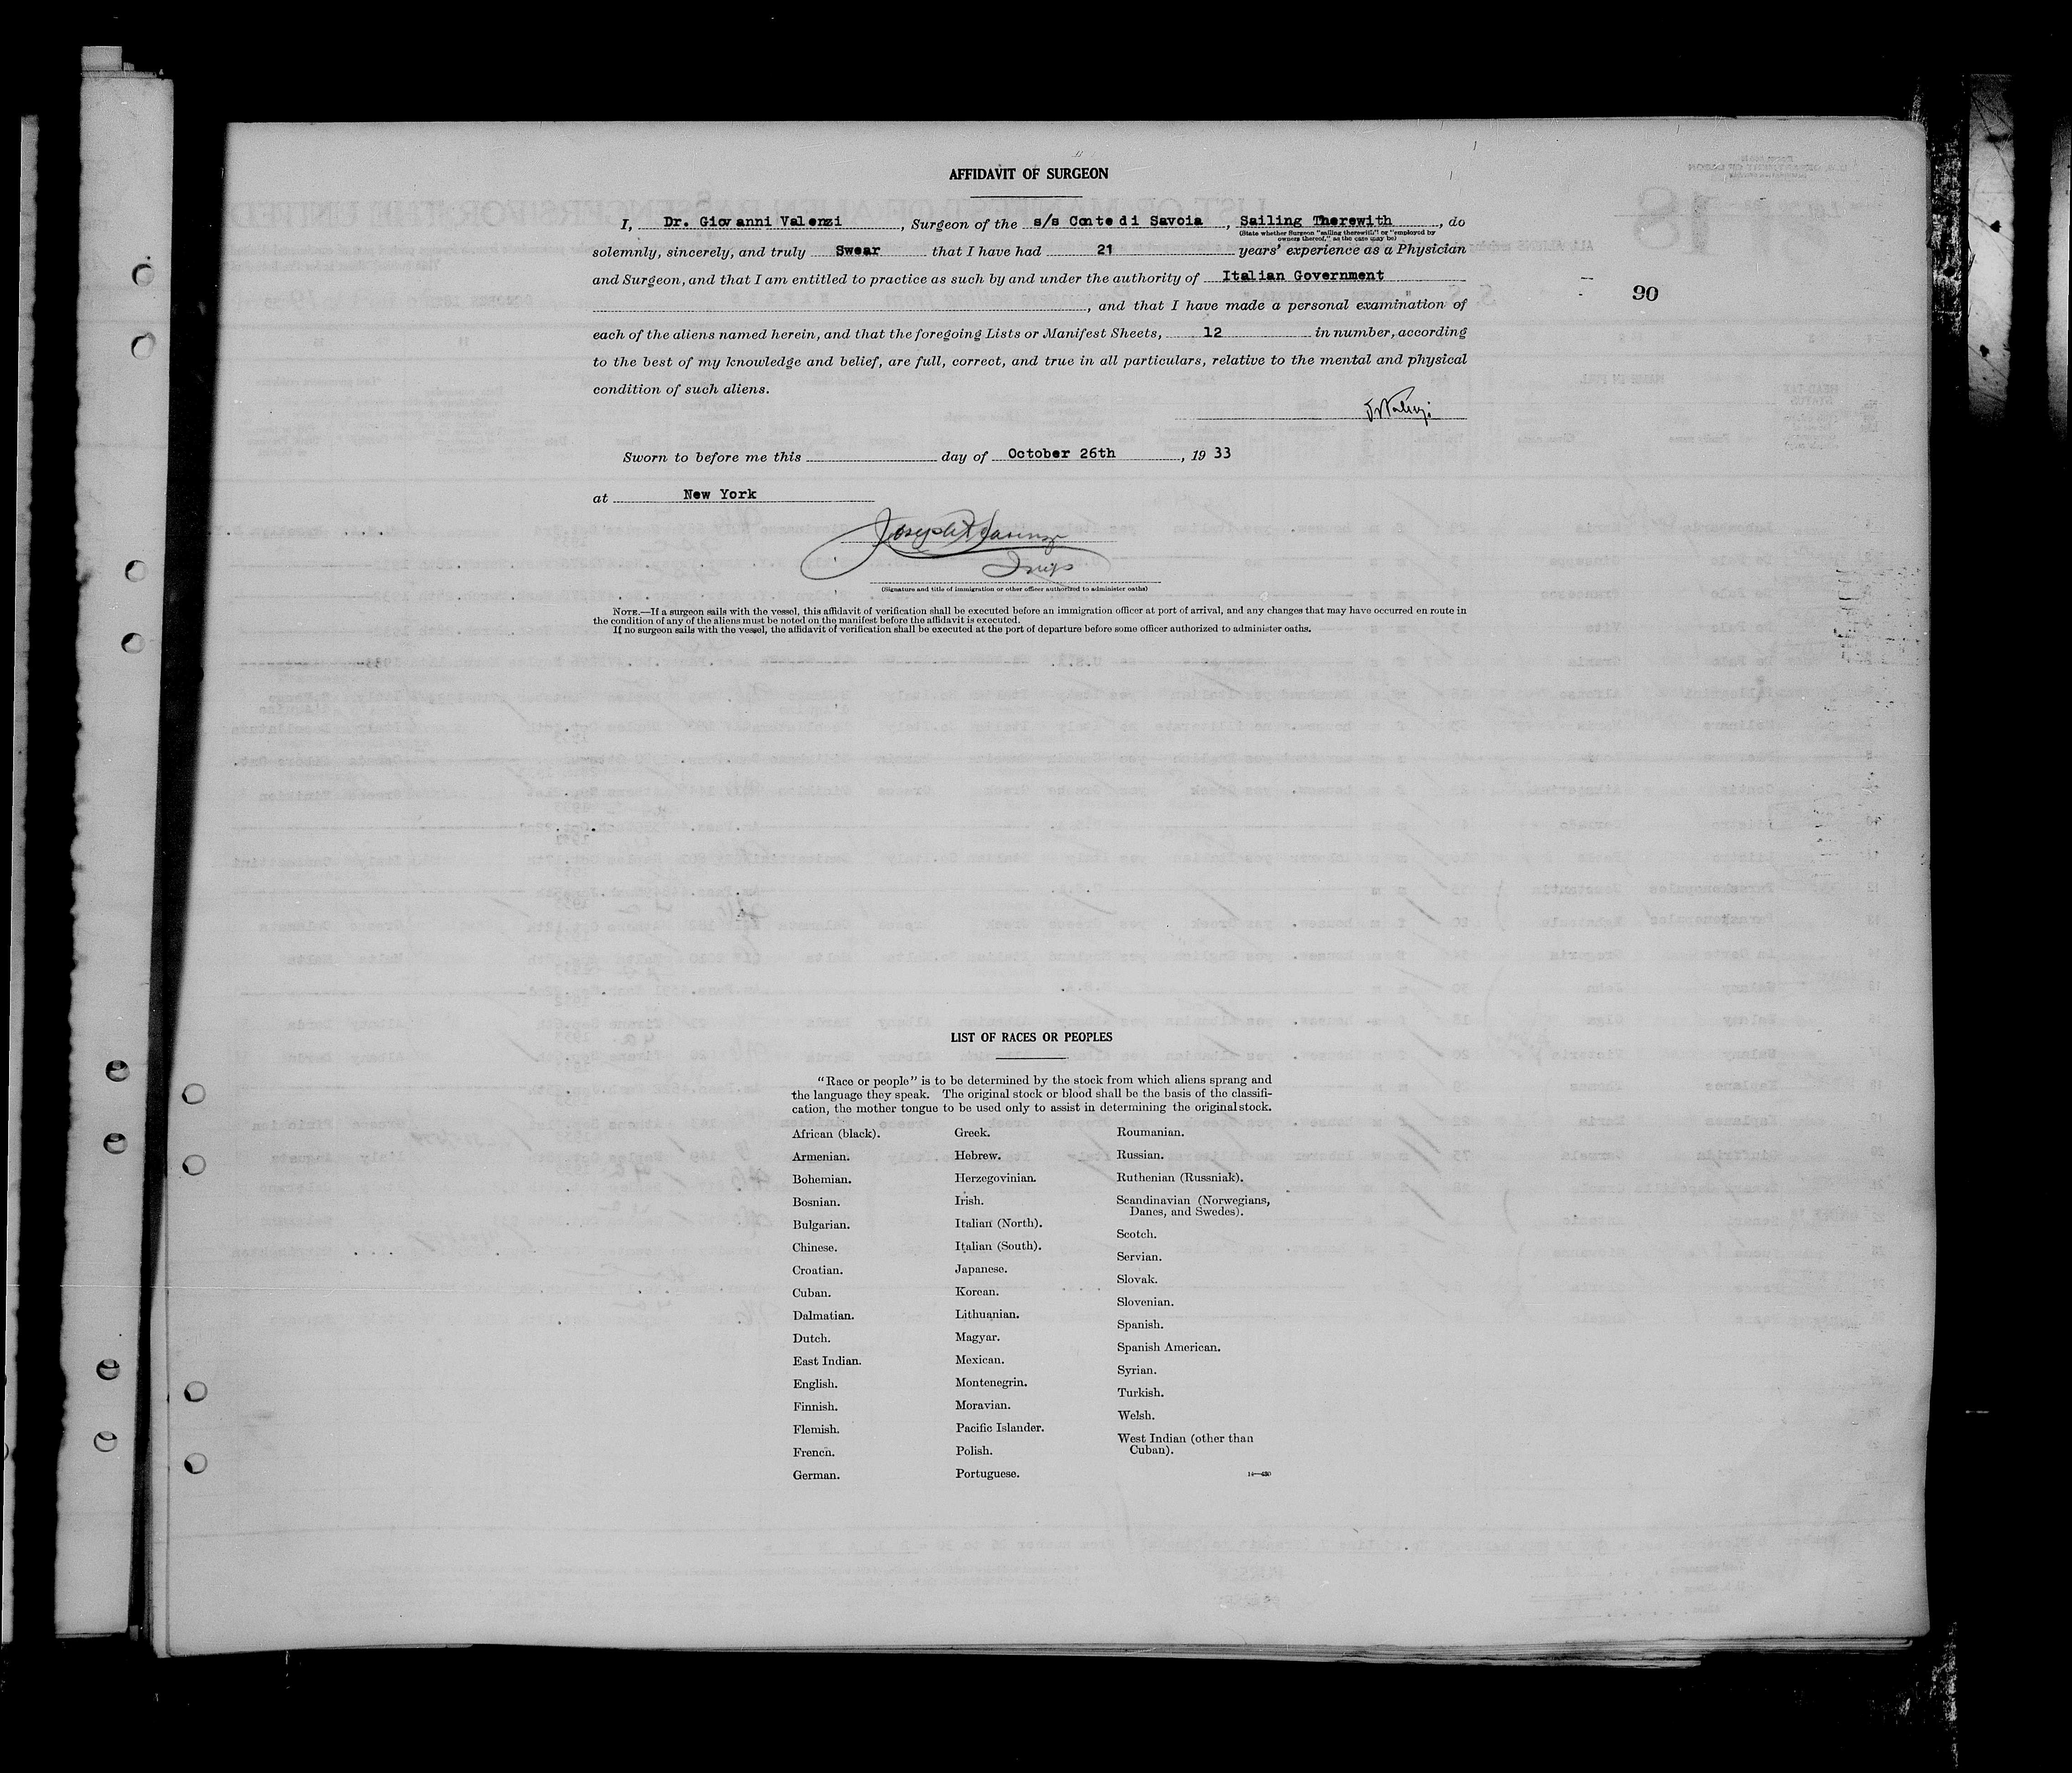 AFFIDAVIT OF SURGEON
I, Dr. Giovanni Valenzi, Surgeon of the s/s Conte di Savoia, Sailing Therewith, do
(State whether Surgeon "sailing therewith" or "employed by
owners thereof," as the case may be)
solemnly, sincerely, and truly Swear that I have had 21 years' experience as a Physician
and Surgeon, and that I am entitled to practice as such by and under the authority of Italian Government
90
, and that I have made a personal examination of
each of the aliens named herein, and that the foregoing Lists or Manifest Sheets, 12 in number, according
to the best of my knowledge and belief, are full, correct, and true in all particulars, relative to the mental and physical
condition of such aliens.
Sworn to before me this day of October 26th, 19 33
at New York
Joseph
Insp
(Signature and title of immigration or other officer authorized to administer oaths)
NOTE.—If a surgeon sails with the vessel, this affidavit of verification shall be executed before an immigration officer at port of arrival, and any changes that may have occurred en route in
the condition of any of the aliens must be noted on the manifest before the affidavit is executed.
If no surgeon sails with the vessel, the affidavit of verification shall be executed at the port of departure before some officer authorized to administer oaths.
LIST OF RACES OR PEOPLES
"Race or people" is to be determined by the stock from which aliens sprang and
the language they speak. The original stock or blood shall be the basis of the classifi-
cation, the mother tongue to be used only to assist in determining the original stock.
African (black).
Armenian.
Bohemian.
Bosnian.
Bulgarian.
Chinese.
Croatian.
Cuban.
Dalmatian.
Dutch.
East Indian.
English.
Finnish.
Flemish.
French.
German.
Greek.
Hebrew.
Herzegovinian.
Irish.
Italian (North).
Italian (South).
Japanese.
Korean.
Lithuanian.
Magyar.
Mexican.
Montenegrin.
Moravian.
Pacific Islander.
Polish.
Portuguese.
Roumanian.
Russian.
Ruthenian (Russniak).
Scandinavian (Norwegians,
Danes, and Swedes).
Scotch.
Servian.
Slovak.
Slovenian.
Spanish.
Spanish American.
Syrian.
Turkish.
Welsh.
West Indian (other than
Cuban).